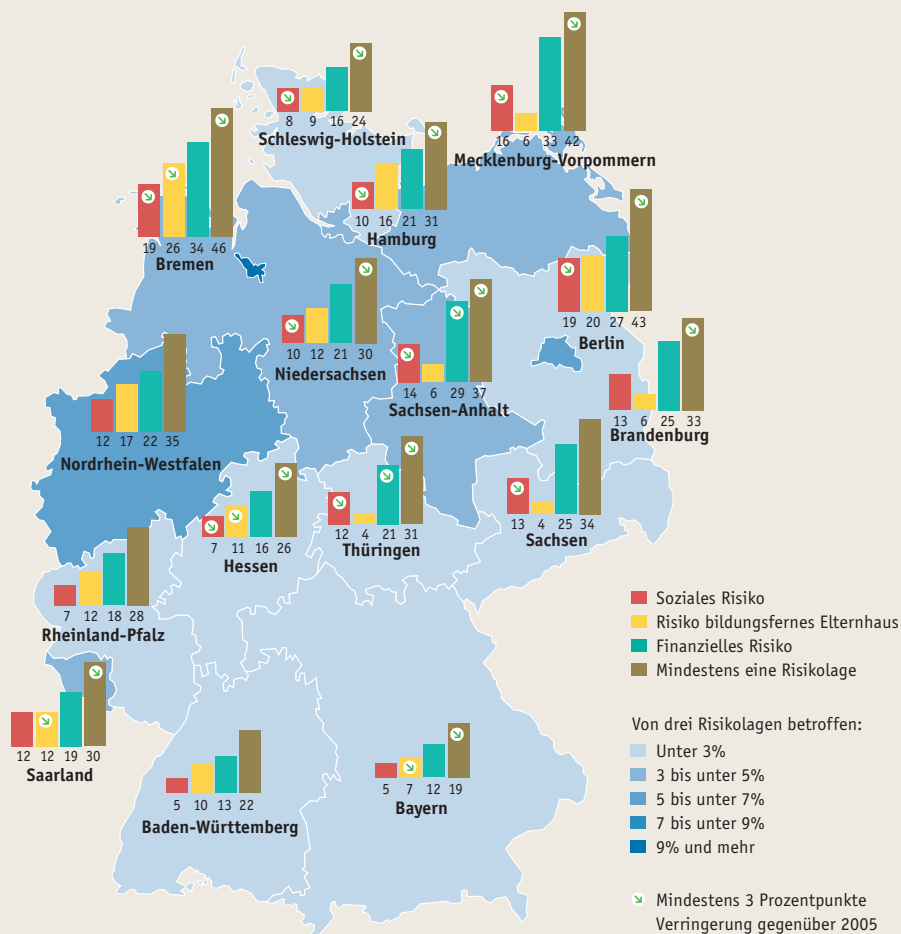 8 9 16 24
Schleswig-Holstein
16 6 33 42
Mecklenburg-Vorpommern
10 16 21 31
Hamburg
19 26 34 46
Bremen
19 20 27 43
Berlin
10 12 21 30
Niedersachsen
14 6 29 37
Sachsen-Anhalt
13 6 25 33
Brandenburg
12 17 22 35
Nordrhein-Westfalen
7 11 16 26
Hessen
12 4 21 31
Thüringen
13 4 25 34
Sachsen
7 12 18 28
Rheinland-Pfalz
12 12 19 30
Saarland
5 10 13 22
Baden-Württemberg
5 7 12 19
Bayern
Soziales Risiko
Risiko bildungsfernes Elternhaus
Finanzielles Risiko
Mindestens eine Risikolage
Von drei Risikolagen betroffen:
Unter 3%
3 bis unter 5%
5 bis unter 7%
7 bis unter 9%
9% und mehr
Mindestens 3 Prozentpunkte
Verringerung gegenüber 2005